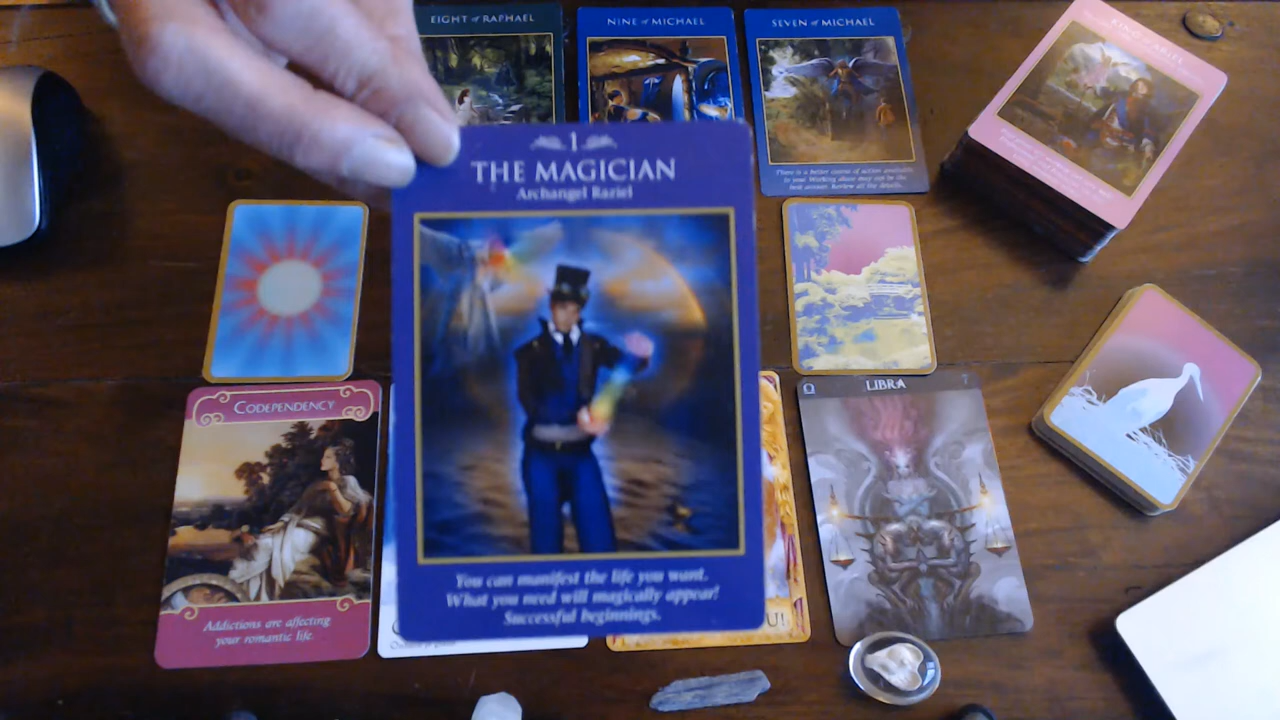 EIGHT of RAPHAEL
NINE of MICHAEL
SEVEN of MICHAEL
KING of ARIEL
There is a better course of action available
to you! Working alone may not be the
best answer. Review all the details.
1
THE MAGICIAN
Archangel Raziel
You can manifest the life you want.
What you need will magically appear!
Successful beginnings.
CODEPENDENCY
Addictions are affecting
your romantic life.
LIBRA
U!